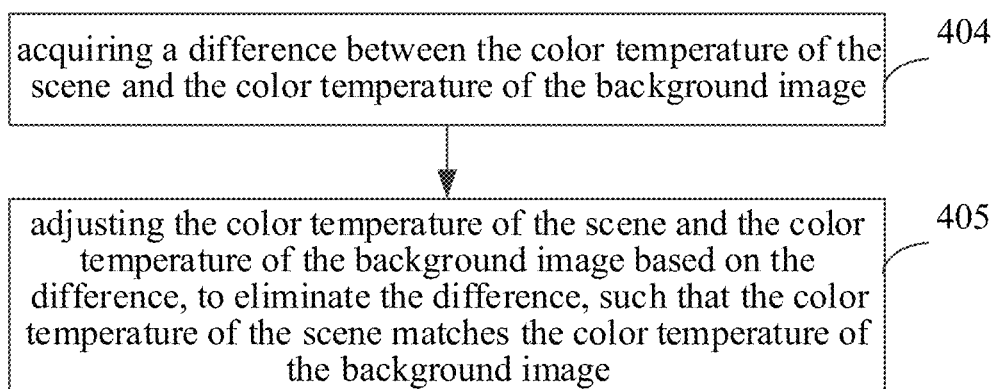 acquiring a difference between the color temperature of the
scene and the color temperature of the background image
404
adjusting the color temperature of the scene and the color
temperature of the background image based on the
difference, to eliminate the difference, such that the color
temperature of the scene matches the color temperature of
the background image
405